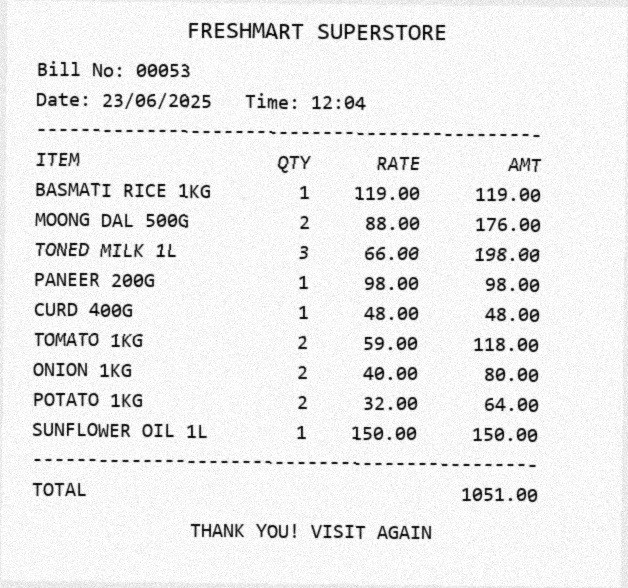 FRESHMART SUPERSTORE
Bill No: 00053
Date: 23/06/2025 Time: 12:04
------------------------------------------------
ITEM QTY RATE AMT
BASMATI RICE 1KG 1 119.00 119.00
MOONG DAL 500G 2 88.00 176.00
TONED MILK 1L 3 66.00 198.00
PANEER 200G 1 98.00 98.00
CURD 400G 1 48.00 48.00
TOMATO 1KG 2 59.00 118.00
ONION 1KG 2 40.00 80.00
POTATO 1KG 2 32.00 64.00
SUNFLOWER OIL 1L 1 150.00 150.00
------------------------------------------------
TOTAL 1051.00
THANK YOU! VISIT AGAIN